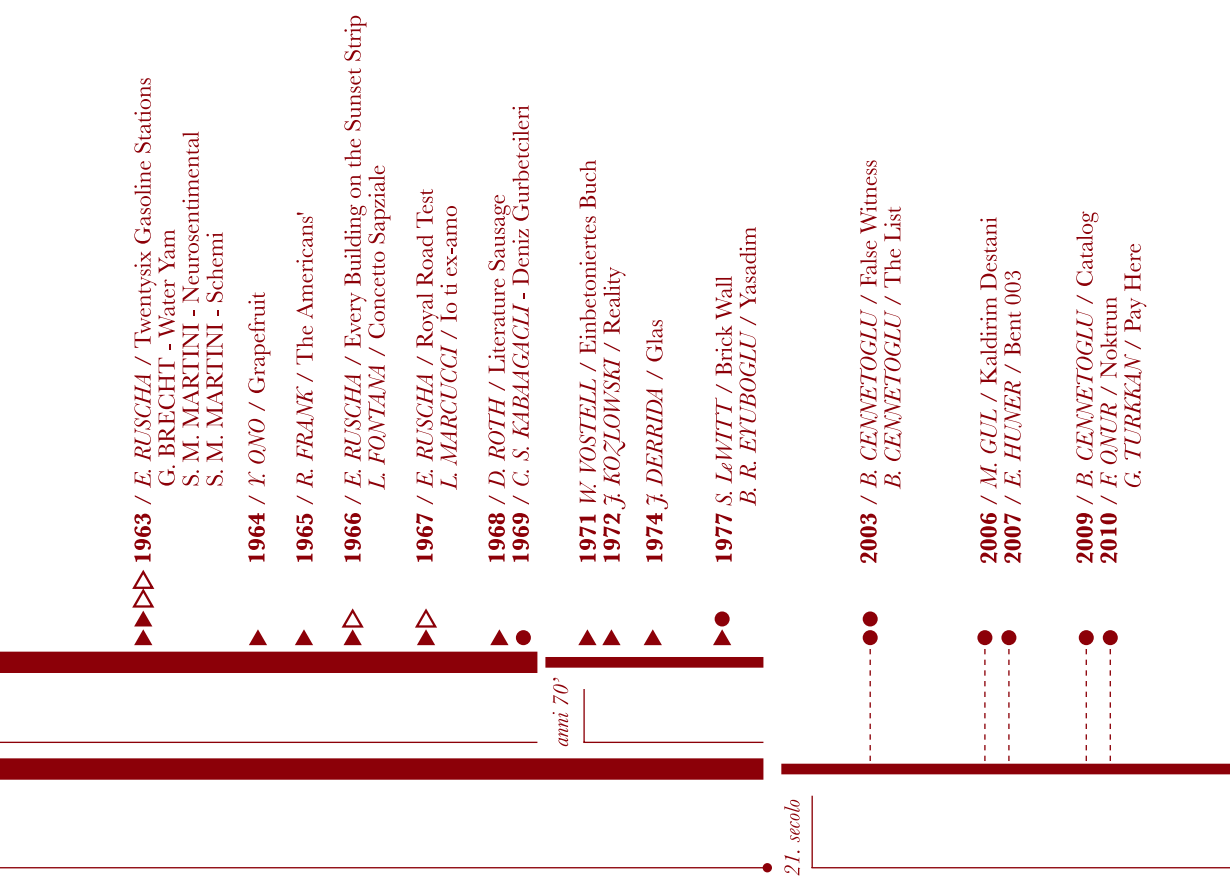 1963 / E. RUSCHA / Twentysix Gasoline Stations
G. BRECHT - Water Yam
S. M. MARTINI - Neurosentimental
S. M. MARTINI - Schemi
1964 / Y. ONO / Grapefruit
1965 / R. FRANK / The Americans'
1966 / E. RUSCHA / Every Building on the Sunset Strip
L. FONTANA / Concetto Sapziale
1967 / E. RUSCHA / Royal Road Test
L. MARCUCCI / Io ti ex-amo
1968 / D. ROTH / Literature Sausage
1969 / C. S. KABAAGACLI - Deniz Gurbetcileri
1971 W. VOSTELL / Einbetoniertes Buch
1972 J. KOZLOWSKI / Reality
1974 J. DERRIDA / Glas
1977 S. LeWITT / Brick Wall
B. R. EYUBOGLU / Yasadim
2003 / B. CENNETOGLU / False Witness
B. CENNETOGLU / The List
2006 / M. GUL / Kaldirim Destani
2007 / E. HUNER / Bent 003
2009 / B. CENNETOGLU / Catalog
2010 / F. ONUR / Noktrun
G. TURKKAN / Pay Here
anni 70'
21. secolo